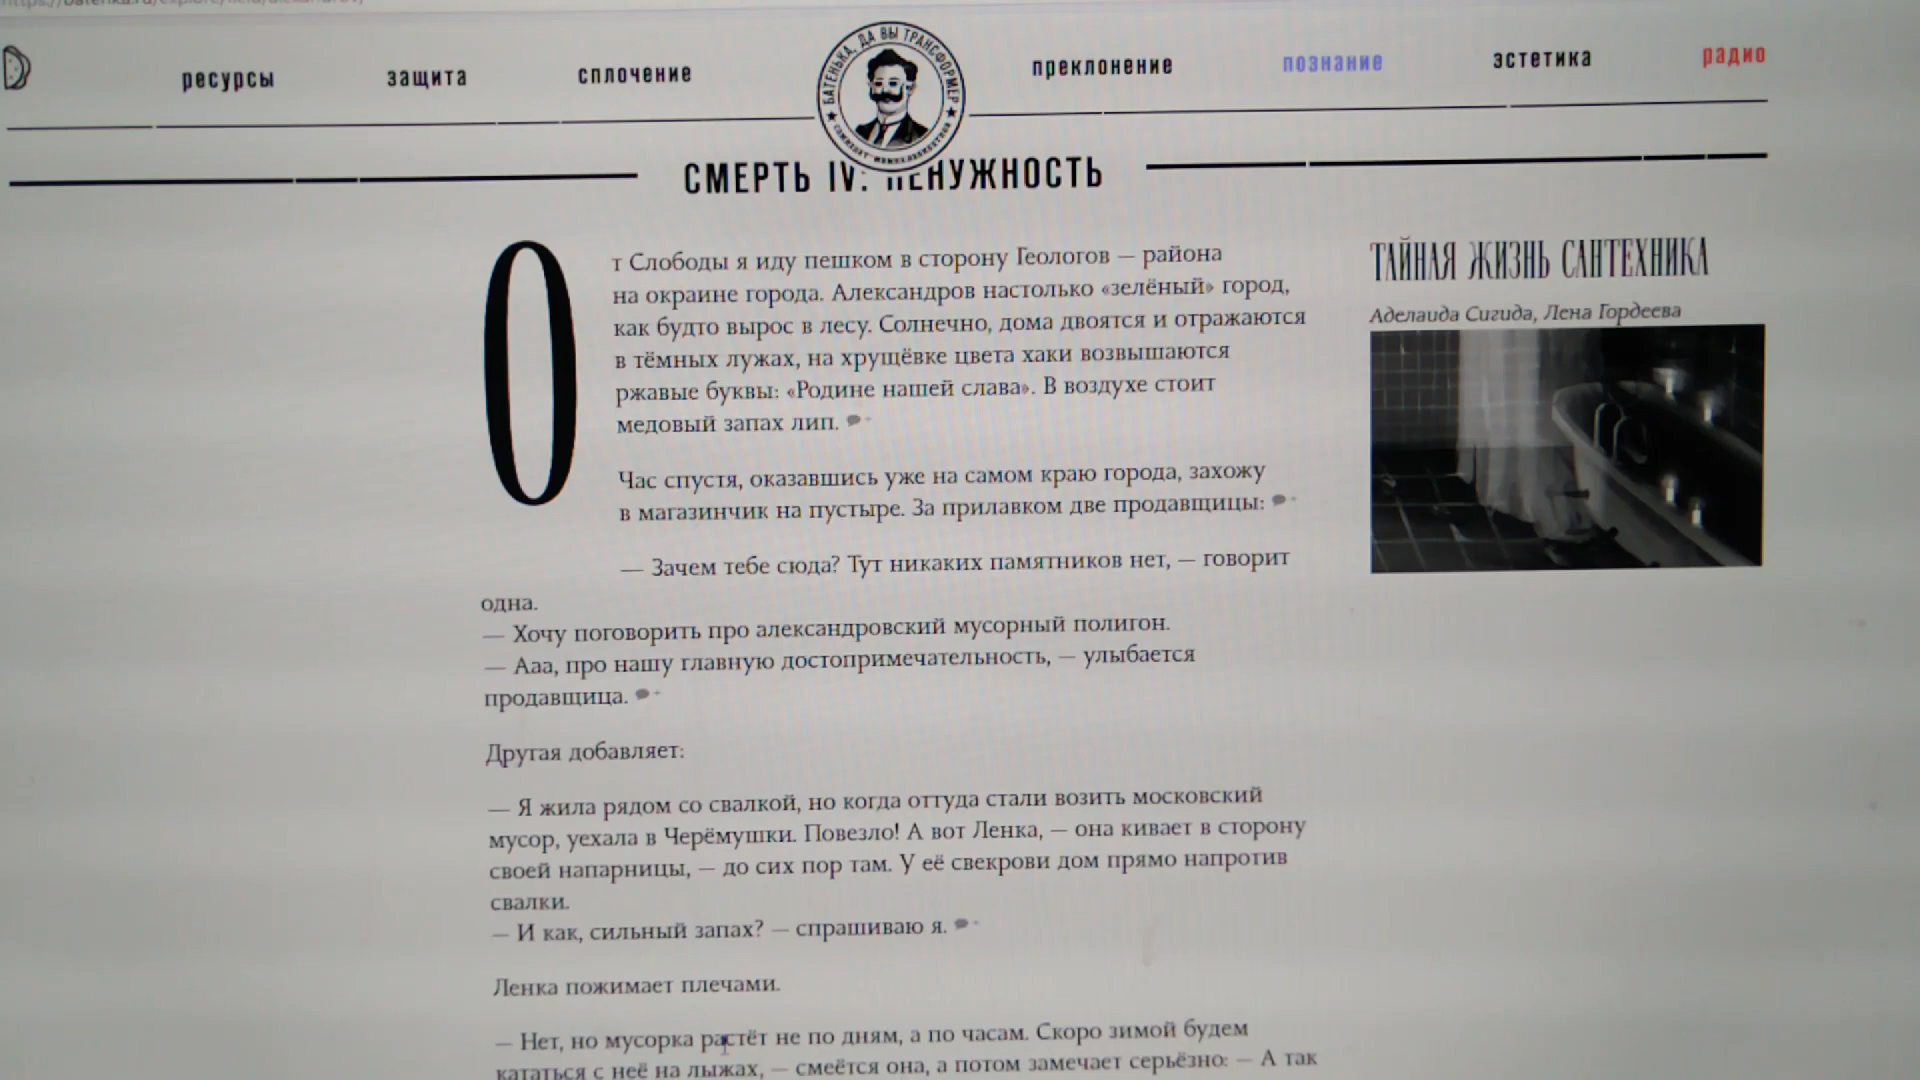 ресурсы
защита
сплочение
БАТЕНЬКА, ДА ВЫ ТРАНСФОРМЕР
преклонение
познание
эстетика
радио
СМЕРТЬ IV: НЕНУЖНОСТЬ
От Слободы я иду пешком в сторону Геологов — района
на окраине города. Александров настолько «зелёный» город,
как будто вырос в лесу. Солнечно, дома двоятся и отражаются
в тёмных лужах, на хрущёвке цвета хаки возвышаются
ржавые буквы: «Родине нашей слава». В воздухе стоит
медовый запах лип.
Час спустя, оказавшись уже на самом краю города, захожу
в магазинчик на пустыре. За прилавком две продавщицы:
— Зачем тебе сюда? Тут никаких памятников нет, — говорит
одна.
— Хочу поговорить про александровский мусорный полигон.
— Ааа, про нашу главную достопримечательность, — улыбается
продавщица.
Другая добавляет:
— Я жила рядом со свалкой, но когда оттуда стали возить московский
мусор, уехала в Черёмушки. Повезло! А вот Ленка, — она кивает в сторону
своей напарницы, — до сих пор там. У её свекрови дом прямо напротив
свалки.
— И как, сильный запах? — спрашиваю я.
Ленка пожимает плечами.
— Нет, но мусорка растёт не по дням, а по часам. Скоро зимой будем
кататься с неё на лыжах, — смеётся она, а потом замечает серьёзно: — А так
ТАЙНАЯ ЖИЗНЬ САНТЕХНИКА
Аделаида Сигида, Лена Гордеева